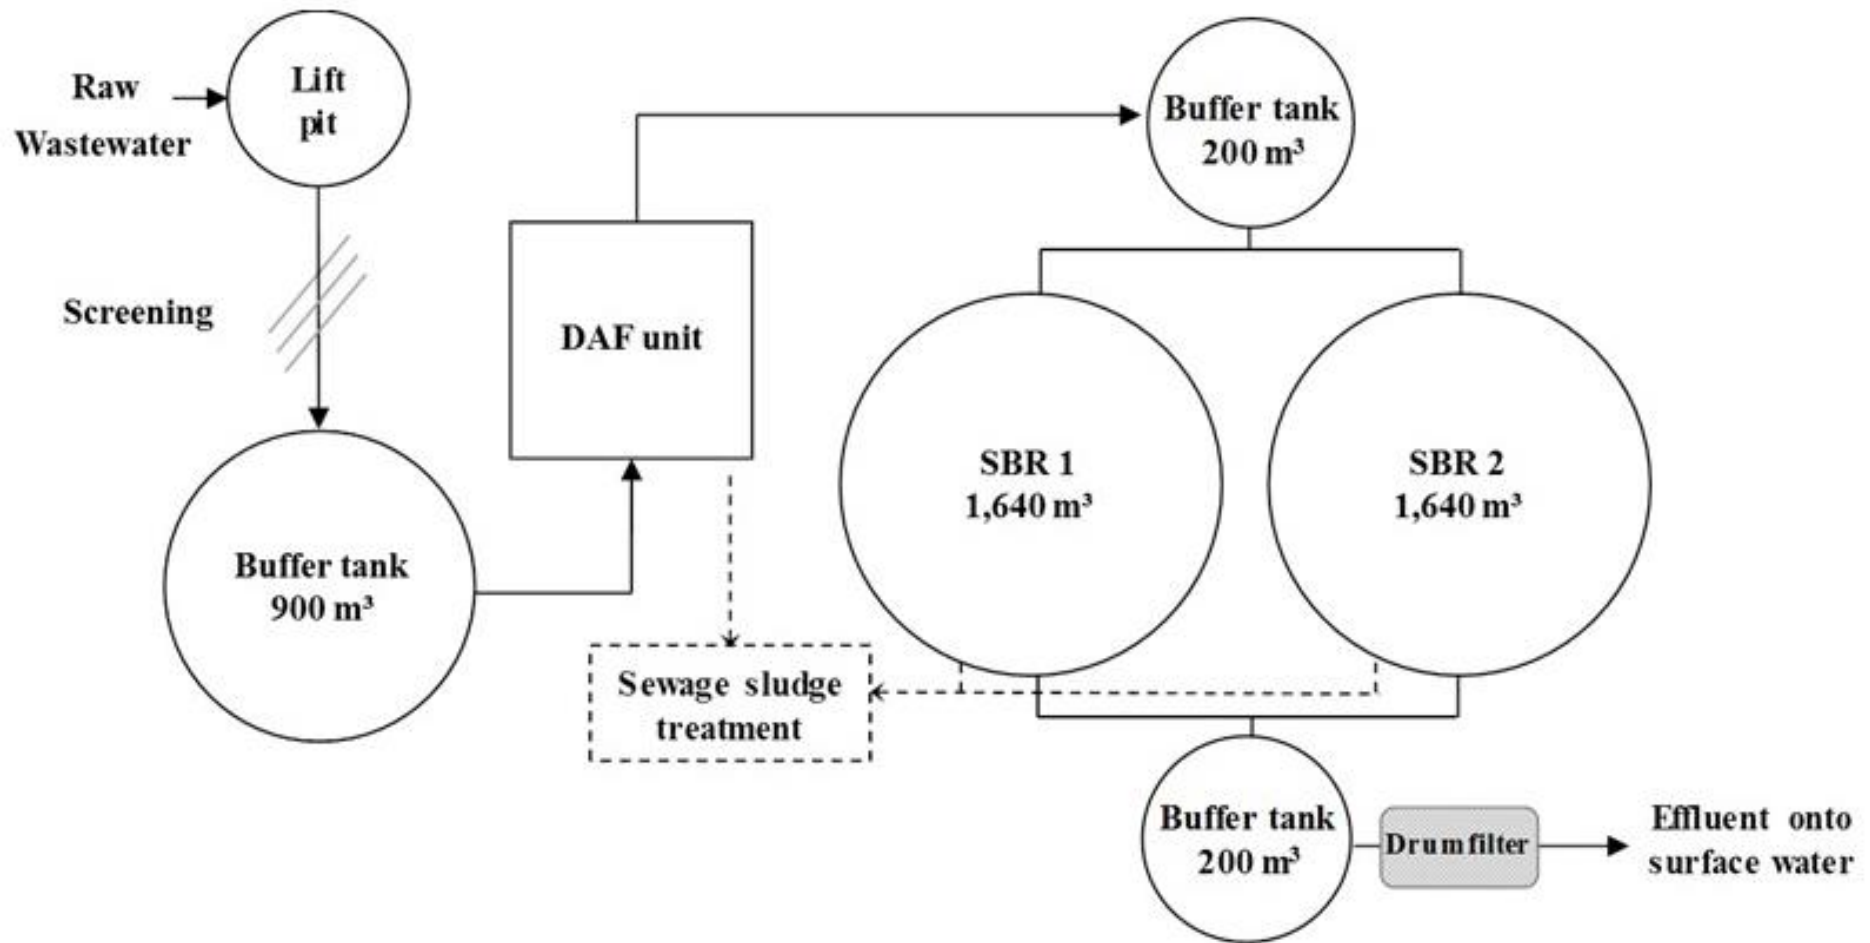 Raw
Wastewater
Lift
pit
Screening
Buffer tank
900 m³
DAF unit
Sewage sludge
treatment
Buffer tank
200 m³
SBR 1
1,640 m³
SBR 2
1,640 m³
Buffer tank
200 m³
Drumfilter
Effluent onto
surface water